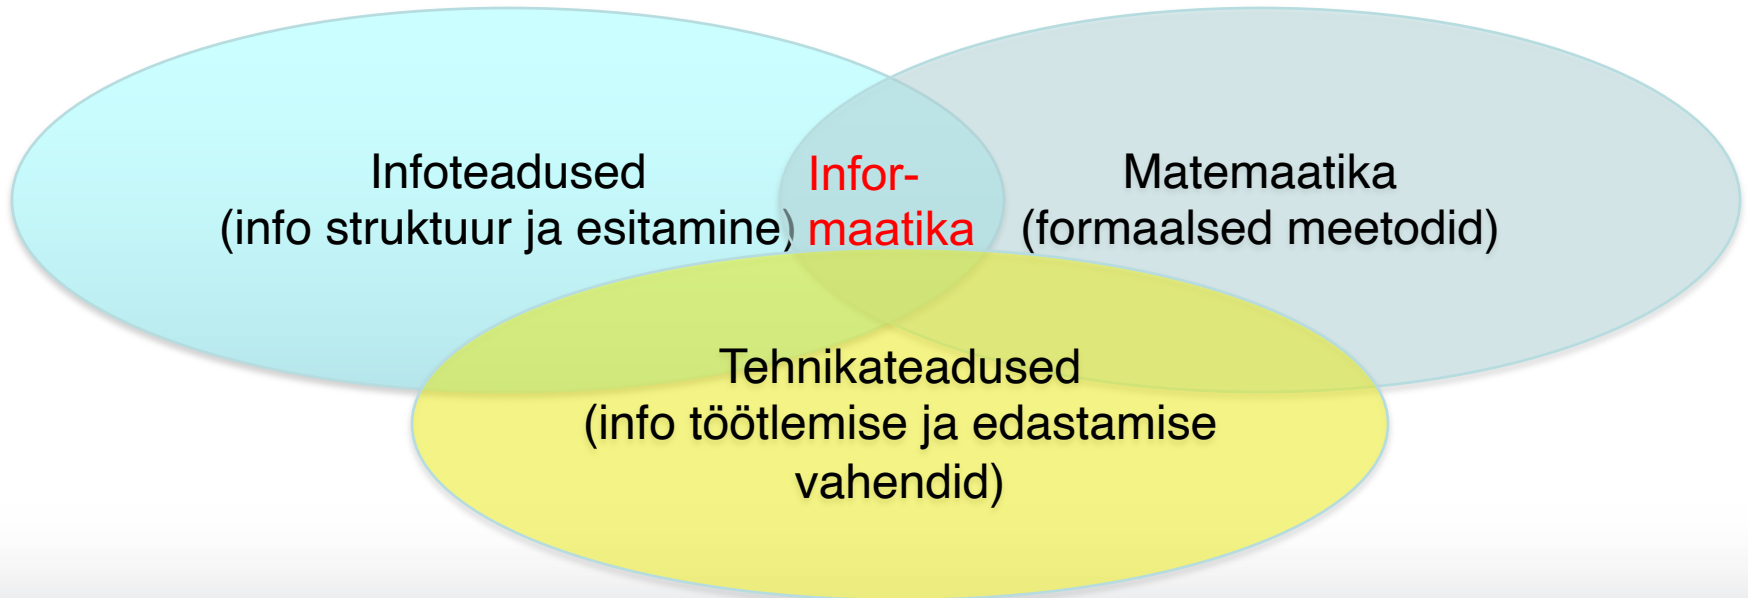 Infoteadused
(info struktuur ja esitamine)
Infor-
maatika
Matemaatika
(formaalsed meetodid)
Tehnikateadused
(info töötlemise ja edastamise
vahendid)